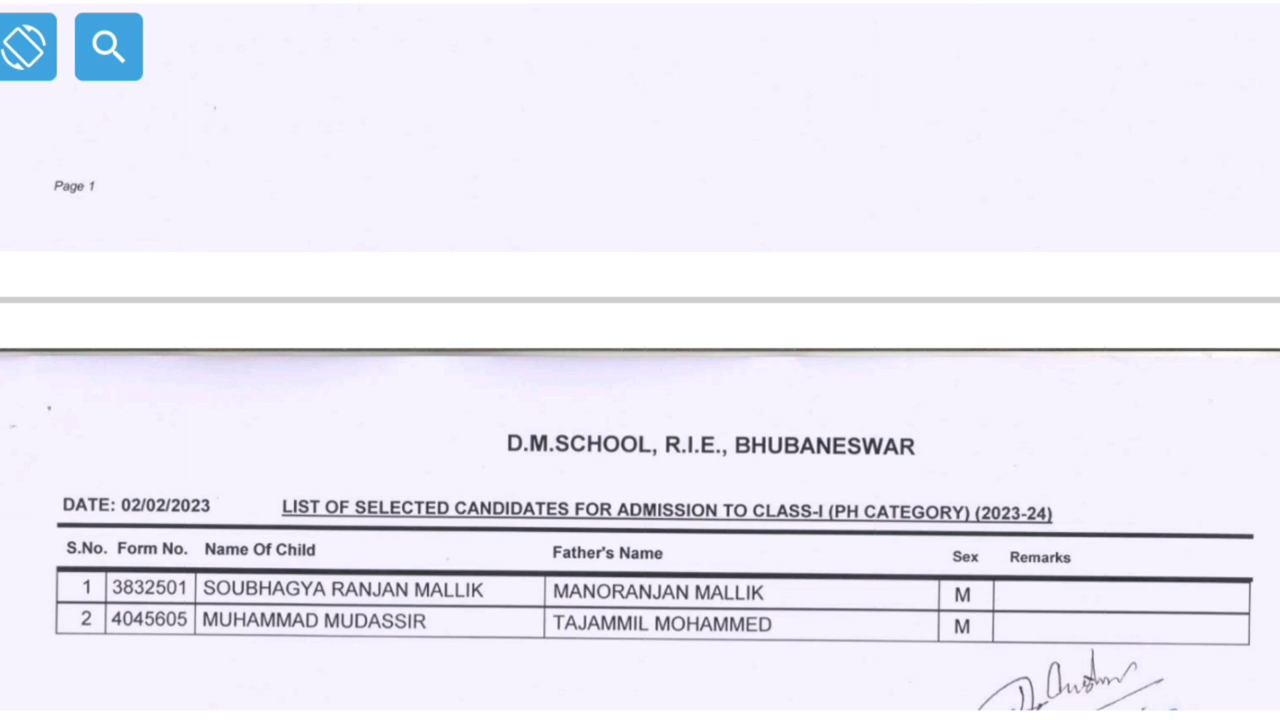 Page 1
D.M.SCHOOL, R.I.E., BHUBANESWAR
DATE: 02/02/2023 LIST OF SELECTED CANDIDATES FOR ADMISSION TO CLASS-I (PH CATEGORY) (2023-24)
S.No. Form No. Name Of Child Father's Name Sex Remarks
1 3832501 SOUBHAGYA RANJAN MALLIK MANORANJAN MALLIK M
2 4045605 MUHAMMAD MUDASSIR TAJAMMIL MOHAMMED M